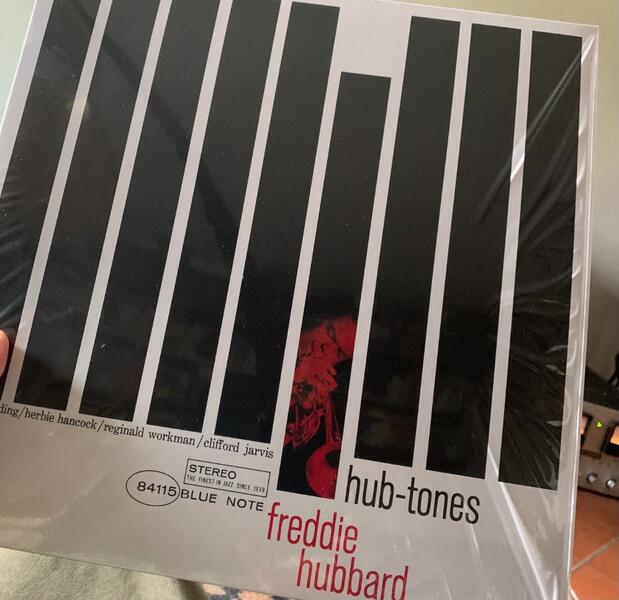 ding/herbie hancock/reginald workman/clifford jarvis
STEREO
THE FINEST IN JAZZ SINCE 1939
84115 BLUE NOTE
hub-tones
freddie
hubbard